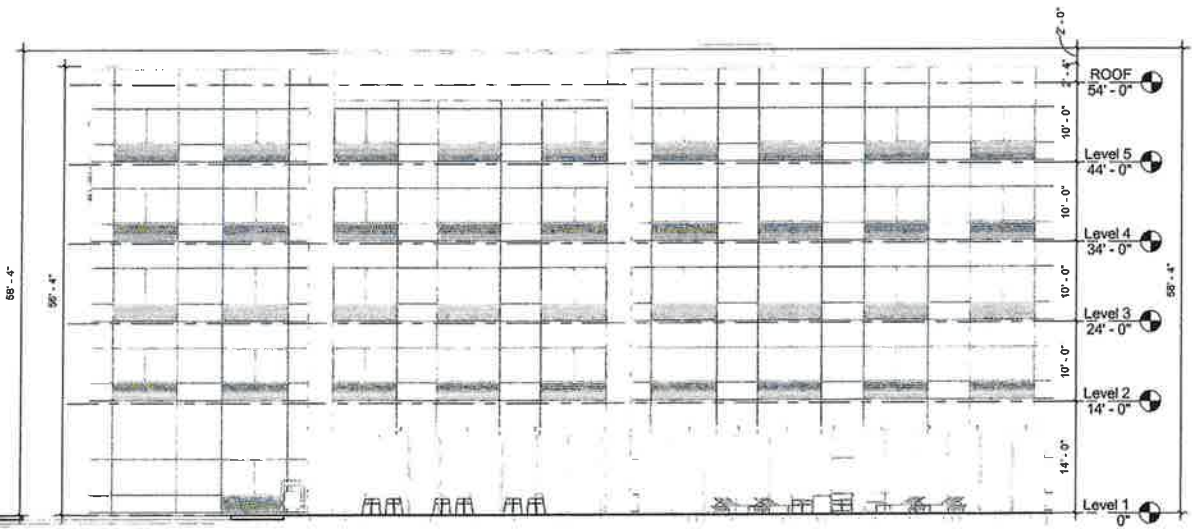 2' - 0"
2' - 4"
ROOF
54' - 0"
10' - 0"
Level 5
44' - 0"
10' - 0"
Level 4
34' - 0"
58' - 4"
56' - 4"
10' - 0"
58' - 4"
Level 3
24' - 0"
10' - 0"
Level 2
14' - 0"
14' - 0"
Level 1
0"